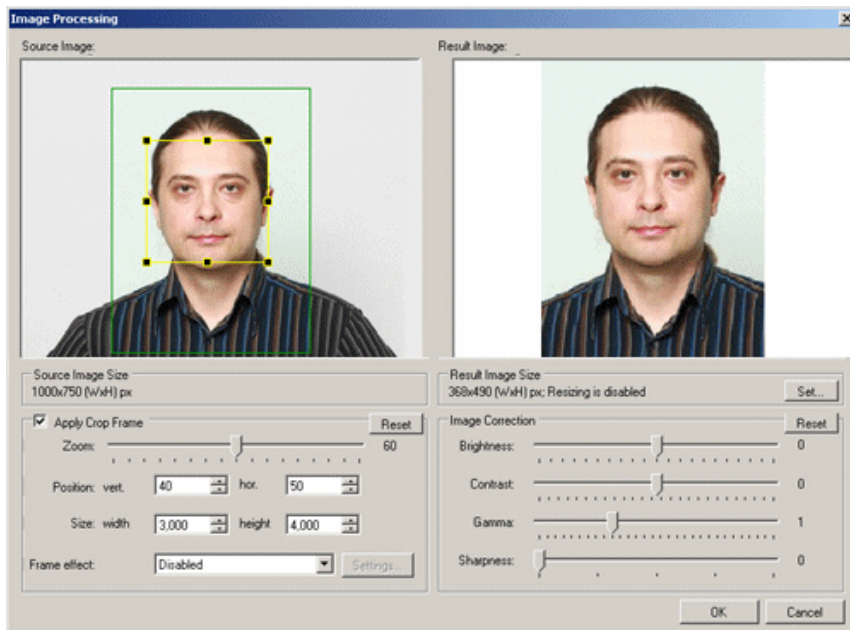 Image Processing
Source Image:
Result Image:
Source Image Size
1000x750 (WxH) px
Result Image Size
368x490 (WxH) px; Resizing is disabled
Set...
Apply Crop Frame
Reset
Zoom:
60
Position: vert.
40
hor.
50
Size: width
3,000
height
4,000
Frame effect:
Disabled
Settings...
Image Correction
Reset
Brightness:
0
Contrast:
0
Gamma:
1
Sharpness:
0
OK
Cancel